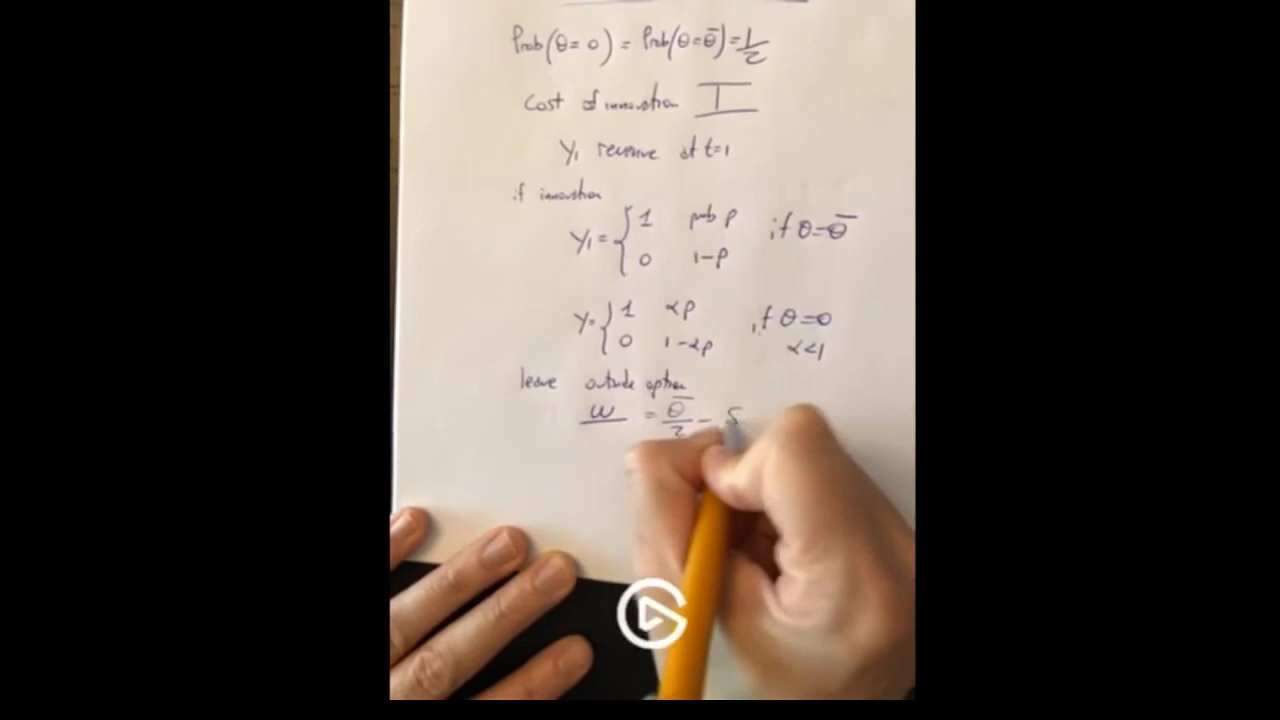 Prob(θ=0) = Prob(θ=θ̄)=1/2
Cost of innovation I
y₁ revenue at t=1
if innovation
y₁= { 1 prob p if θ=θ̄
0 1-p
y= { 1 αp if θ=0
0 1-αp α<1
leave outside option
w = θ̄/2 - δ